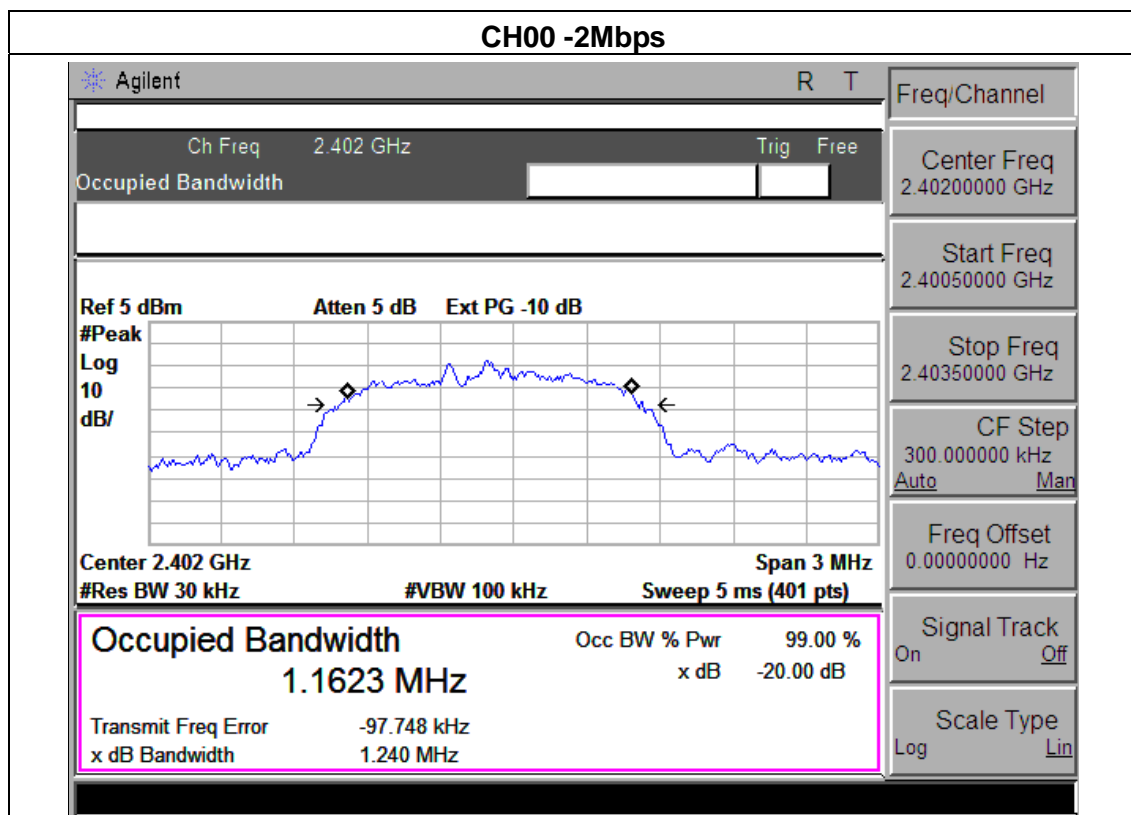 CH00 -2Mbps
Agilent R T
Ch Freq 2.402 GHz Trig Free
Occupied Bandwidth
Ref 5 dBm Atten 5 dB Ext PG -10 dB
#Peak
Log
10
dB/
Center 2.402 GHz Span 3 MHz
#Res BW 30 kHz #VBW 100 kHz Sweep 5 ms (401 pts)
Occupied Bandwidth Occ BW % Pwr 99.00 %
1.1623 MHz x dB -20.00 dB
Transmit Freq Error -97.748 kHz
x dB Bandwidth 1.240 MHz
Freq/Channel
Center Freq
2.40200000 GHz
Start Freq
2.40050000 GHz
Stop Freq
2.40350000 GHz
CF Step
300.000000 kHz
Auto Man
Freq Offset
0.00000000 Hz
Signal Track
On Off
Scale Type
Log Lin